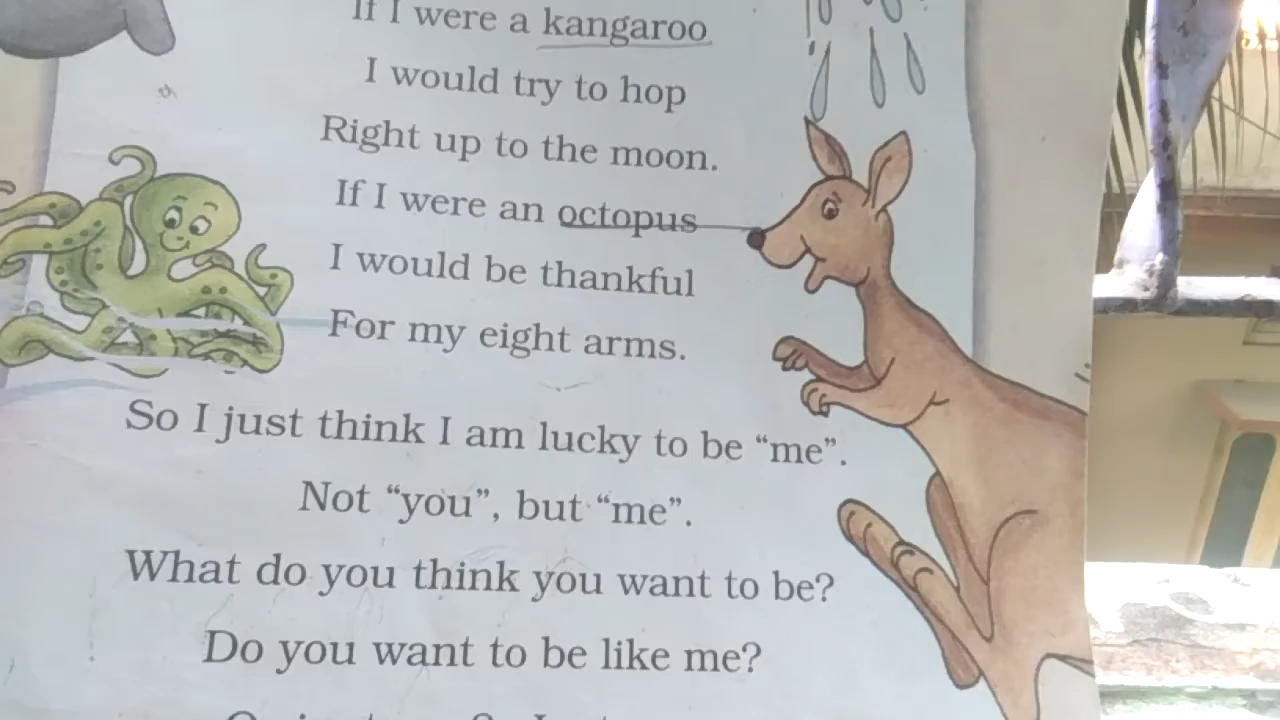 If I were a kangaroo
I would try to hop
Right up to the moon.
If I were an octopus
I would be thankful
For my eight arms.
So I just think I am lucky to be “me”.
Not “you”, but “me”.
What do you think you want to be?
Do you want to be like me?